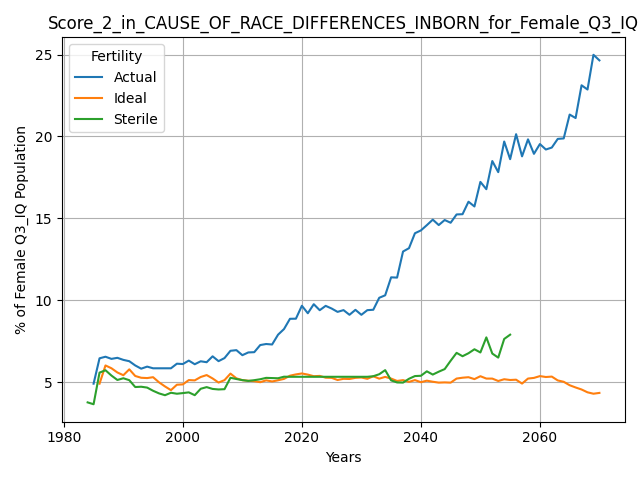 Score_2_in_CAUSE_OF_RACE_DIFFERENCES_INBORN_for_Female_Q3_IQ
Fertility
Actual
Ideal
Sterile
25
20
15
10
5
% of Female Q3_IQ Population
1980
2000
2020
2040
2060
Years